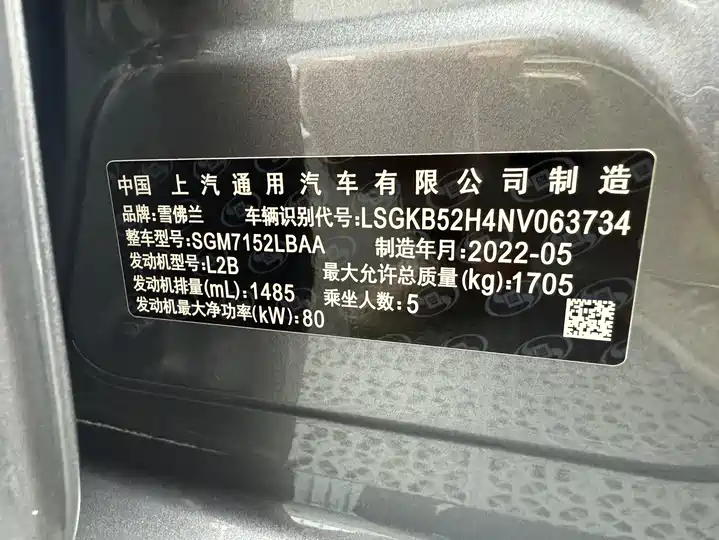 中国 上汽通用汽车有限公司制造
品牌:雪佛兰 车辆识别代号:LSGKB52H4NV063734
整车型号:SGM7152LBAA 制造年月:2022-05
发动机型号:L2B 最大允许总质量(kg):1705
发动机排量(mL):1485 乘坐人数:5
发动机最大净功率(kW):80